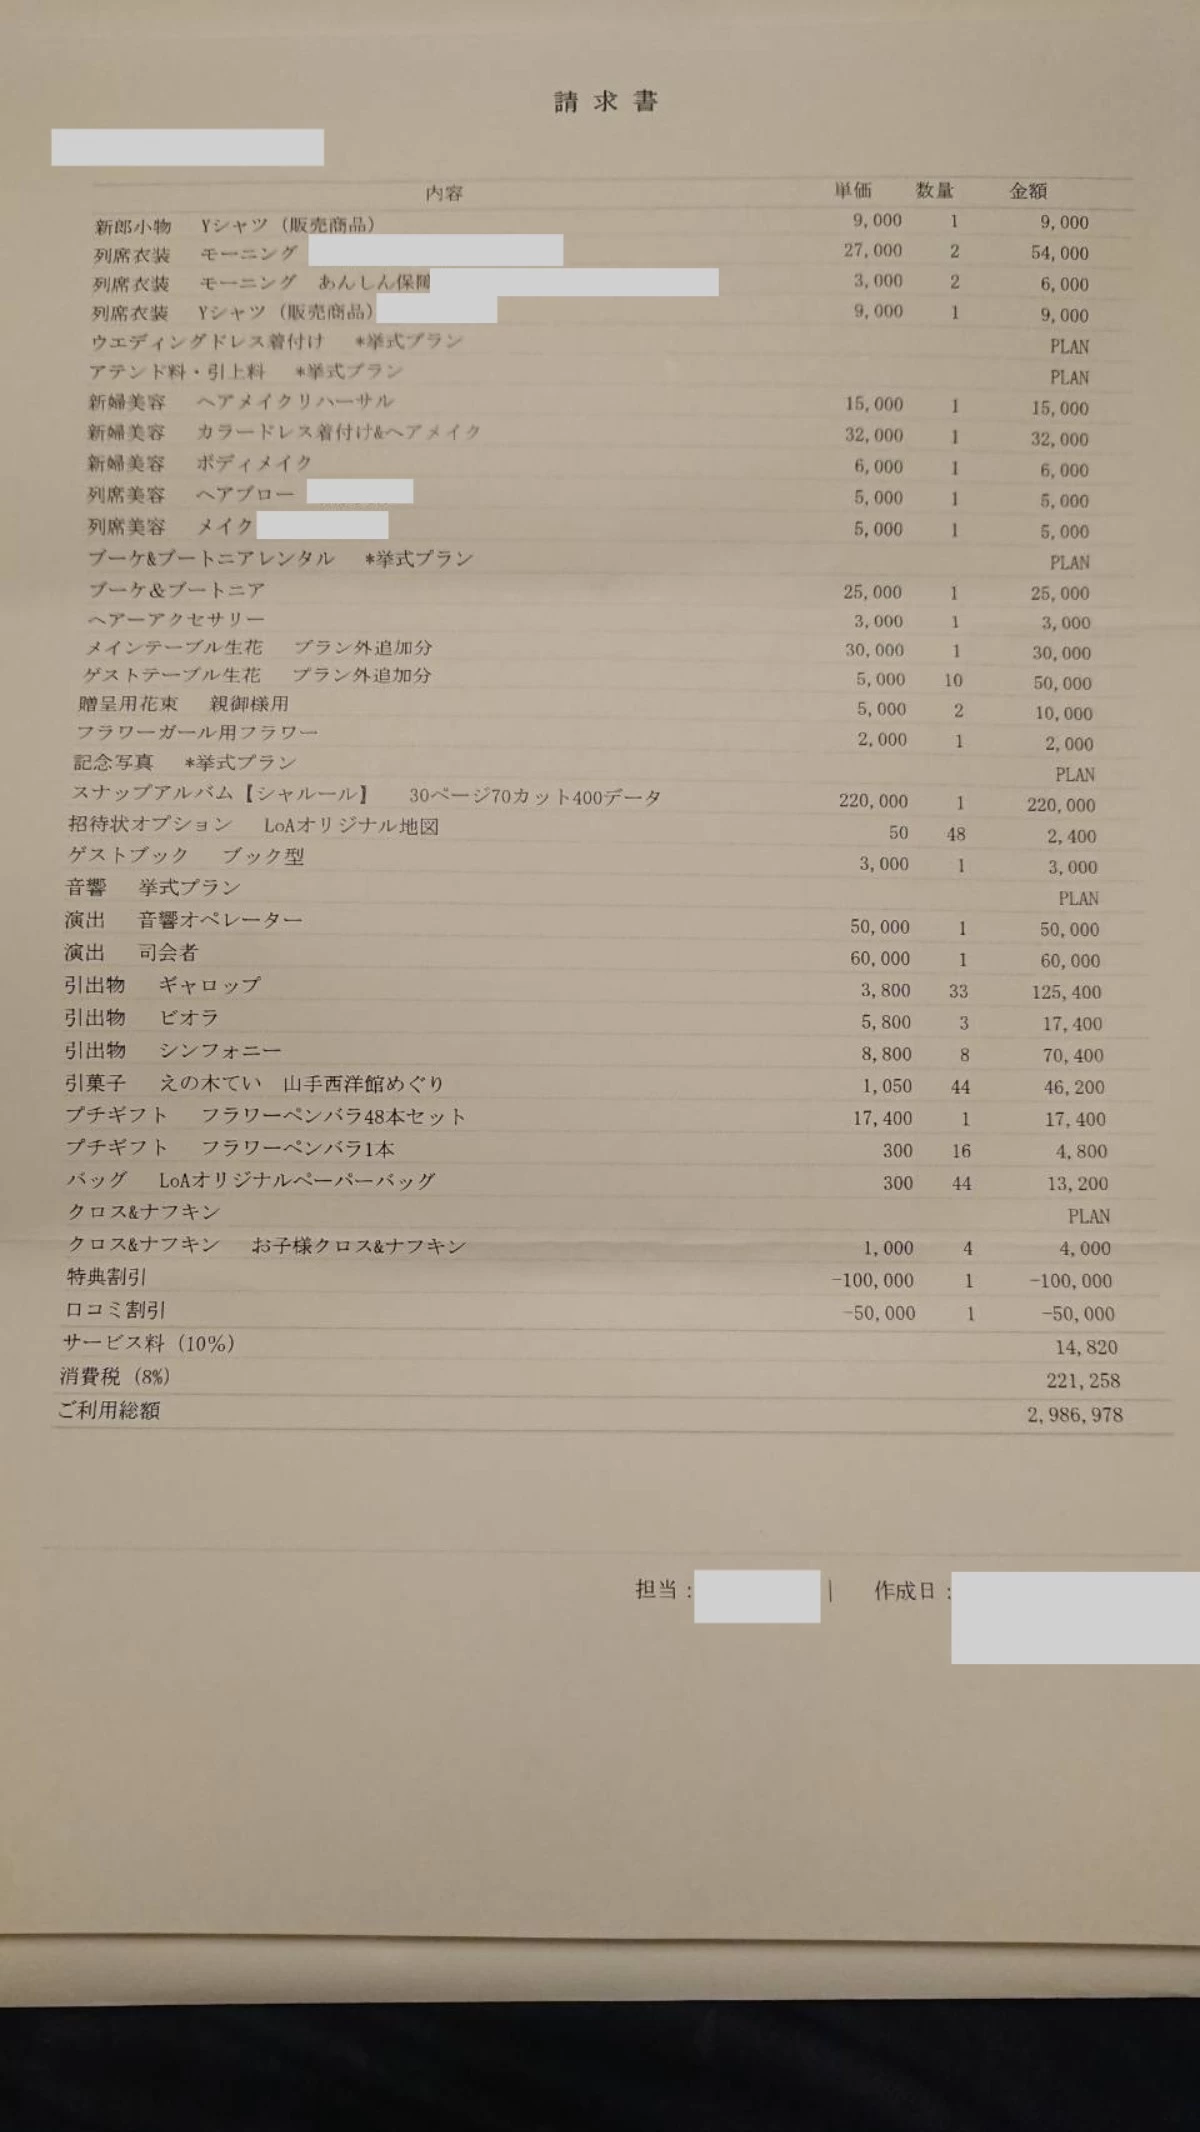 請求書
内容 単価 数量 金額
新郎小物 Yシャツ（販売商品） 9,000 1 9,000
列席衣装 モーニング 27,000 2 54,000
列席衣装 モーニング あんしん保 3,000 2 6,000
列席衣装 Yシャツ（販売商品） 9,000 1 9,000
ウエディングドレス着付け *挙式プラン PLAN
アテンド料・引上料 *挙式プラン PLAN
新婦美容 ヘアメイクリハーサル 15,000 1 15,000
新婦美容 カラードレス着付け&ヘアメイク 32,000 1 32,000
新婦美容 ボディメイク 6,000 1 6,000
列席美容 ヘアブロー 5,000 1 5,000
列席美容 メイク 5,000 1 5,000
ブーケ&ブートニアレンタル *挙式プラン PLAN
ブーケ&ブートニア 25,000 1 25,000
ヘアーアクセサリー 3,000 1 3,000
メインテーブル生花 プラン外追加分 30,000 1 30,000
ゲストテーブル生花 プラン外追加分 5,000 10 50,000
贈呈用花束 親御様用 5,000 2 10,000
フラワーガール用フラワー 2,000 1 2,000
記念写真 *挙式プラン PLAN
スナップアルバム【シャルール】 30ページ70カット400データ 220,000 1 220,000
招待状オプション LoAオリジナル地図 50 48 2,400
ゲストブック ブック型 3,000 1 3,000
音響 挙式プラン PLAN
演出 音響オペレーター 50,000 1 50,000
演出 司会者 60,000 1 60,000
引出物 ギャロップ 3,800 33 125,400
引出物 ビオラ 5,800 3 17,400
引出物 シンフォニー 8,800 8 70,400
引菓子 えの木てい 山手西洋館めぐり 1,050 44 46,200
プチギフト フラワーペンバラ48本セット 17,400 1 17,400
プチギフト フラワーペンバラ1本 300 16 4,800
バッグ LoAオリジナルペーパーバッグ 300 44 13,200
クロス&ナフキン PLAN
クロス&ナフキン お子様クロス&ナフキン 1,000 4 4,000
特典割引 -100,000 1 -100,000
口コミ割引 -50,000 1 -50,000
サービス料（10%） 14,820
消費税（8%） 221,258
ご利用総額 2,986,978
担当： | 作成日：